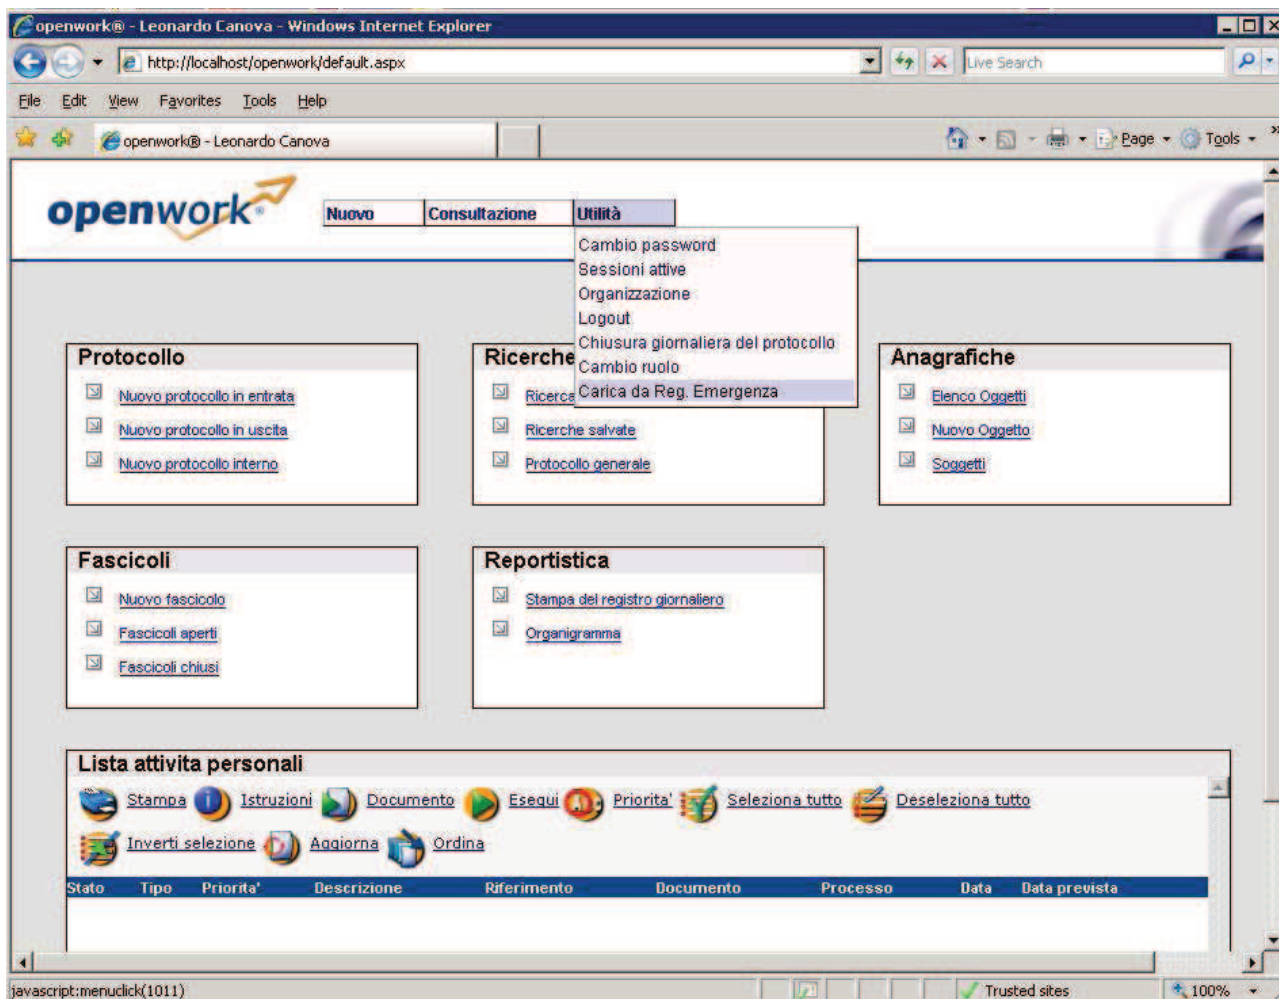 openwork® - Leonardo Canova - Windows Internet Explorer
http://localhost/openwork/default.aspx
Live Search
File Edit View Favorites Tools Help
openwork® - Leonardo Canova
Page Tools
openwork®
Nuovo Consultazione Utilità
Cambio password
Sessioni attive
Organizzazione
Logout
Chiusura giornaliera del protocollo
Cambio ruolo
Carica da Reg. Emergenza
Protocollo
Nuovo protocollo in entrata
Nuovo protocollo in uscita
Nuovo protocollo interno
Ricerche
Ricerca
Ricerche salvate
Protocollo generale
Anagrafiche
Elenco Oggetti
Nuovo Oggetto
Soggetti
Fascicoli
Nuovo fascicolo
Fascicoli aperti
Fascicoli chiusi
Reportistica
Stampa del registro giornaliero
Organigramma
Lista attivita personali
Stampa Istruzioni Documento Esegui Priorita' Seleziona tutto Deseleziona tutto
Inverti selezione Aggiorna Ordina
Stato Tipo Priorita' Descrizione Riferimento Documento Processo Data Data prevista
javascript:menuclick(1011) Trusted sites 100%